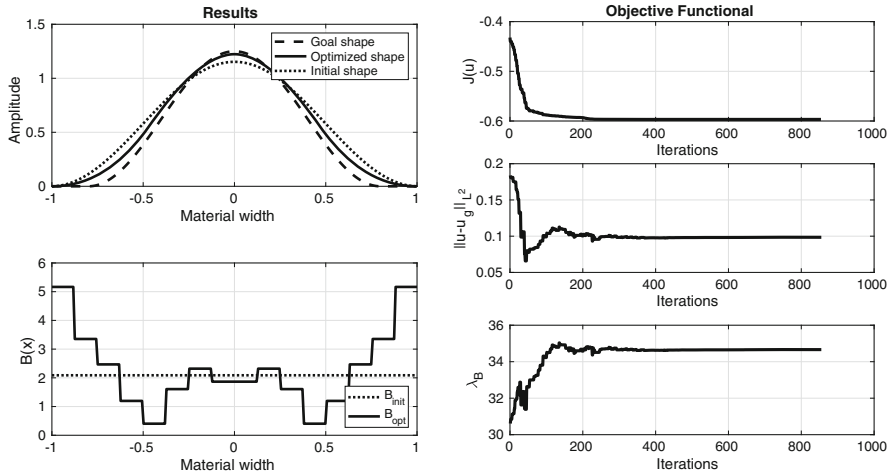 Results
1.5
1
0.5
0
Amplitude
-1 -0.5 0 0.5 1
Material width
Goal shape
Optimized shape
Initial shape
6
5
4
3
2
1
0
B(x)
-1 -0.5 0 0.5 1
Material width
B_init
B_opt
Objective Functional
-0.4
-0.5
-0.6
J(u)
0 200 400 600 800 1000
Iterations
0.2
0.15
0.1
0.05
||u-u_g||_L^2
0 200 400 600 800 1000
Iterations
36
34
32
30
λ_B
0 200 400 600 800 1000
Iterations